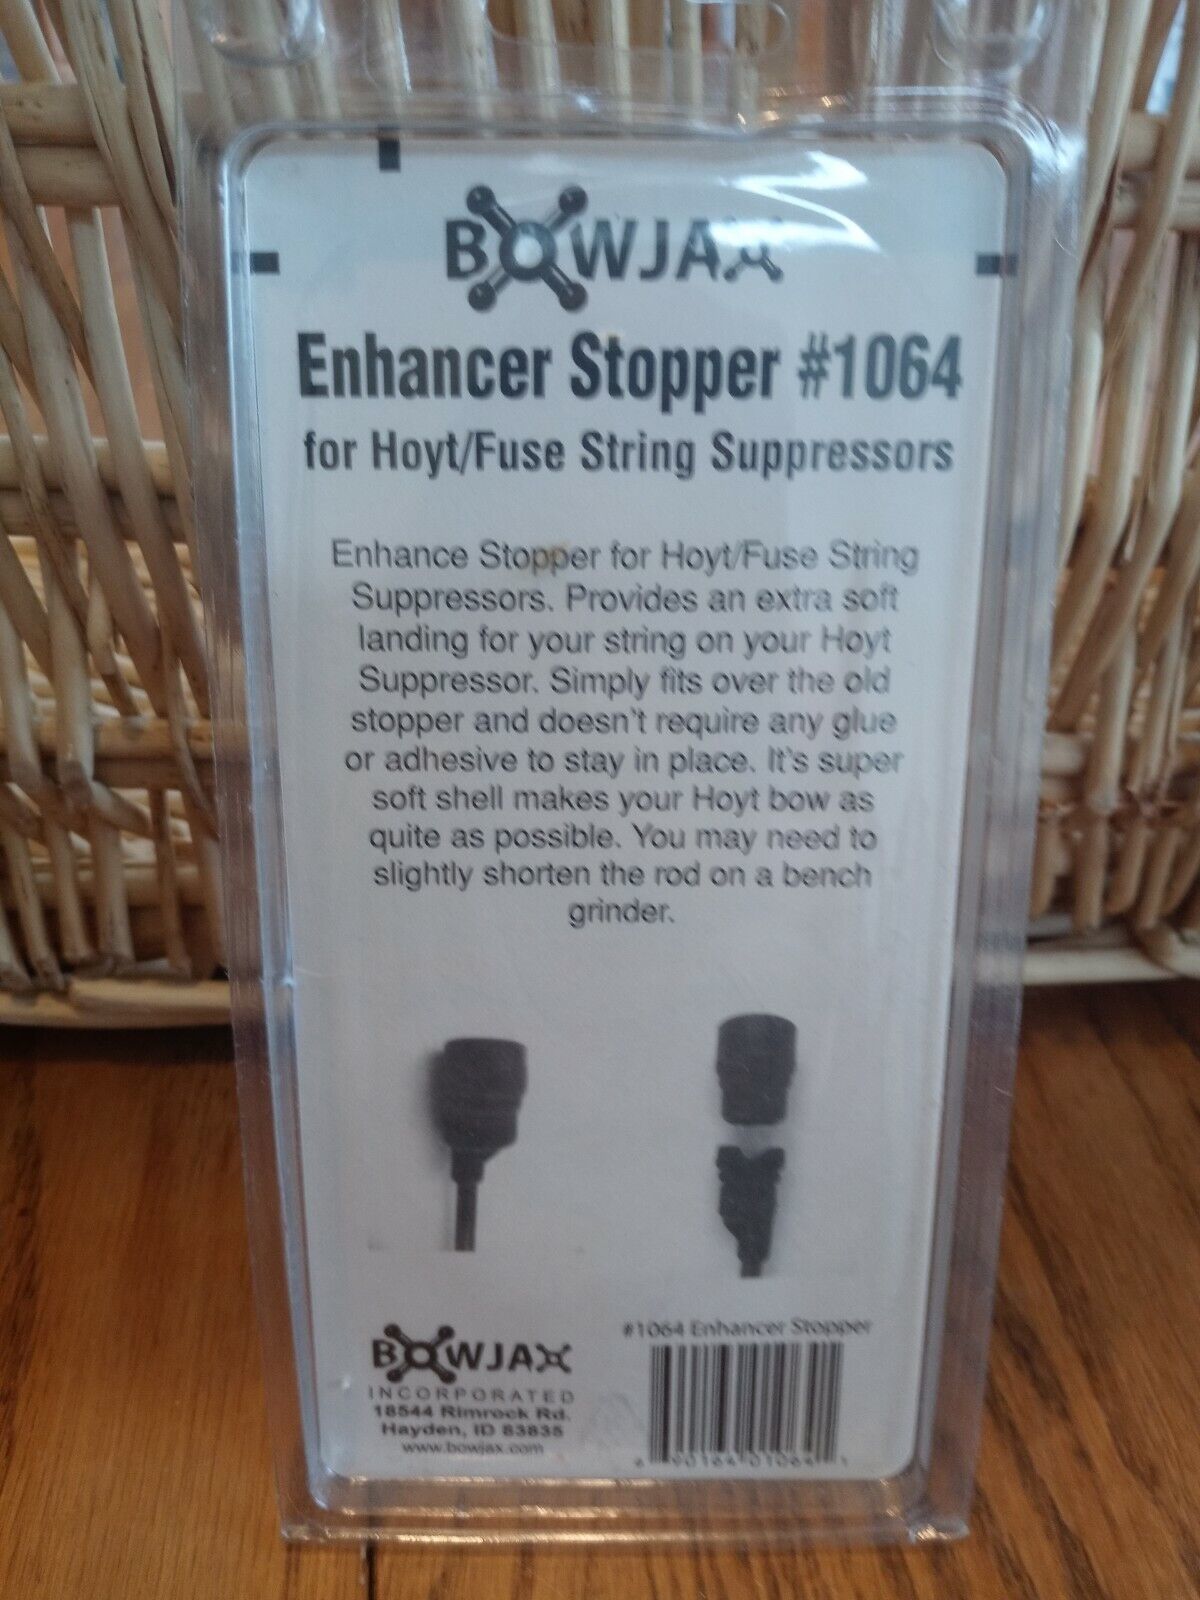 BOWJAX
Enhancer Stopper #1064
for Hoyt/Fuse String Suppressors
Enhance Stopper for Hoyt/Fuse String
Suppressors. Provides an extra soft
landing for your string on your Hoyt
Suppressor. Simply fits over the old
stopper and doesn't require any glue
or adhesive to stay in place. It's super
soft shell makes your Hoyt bow as
quite as possible. You may need to
slightly shorten the rod on a bench
grinder.
#1064 Enhancer Stopper
BOWJAX
INCORPORATED
18544 Rimrock Rd.
Hayden, ID 83835
www.bowjax.com
6 90164 01064 1